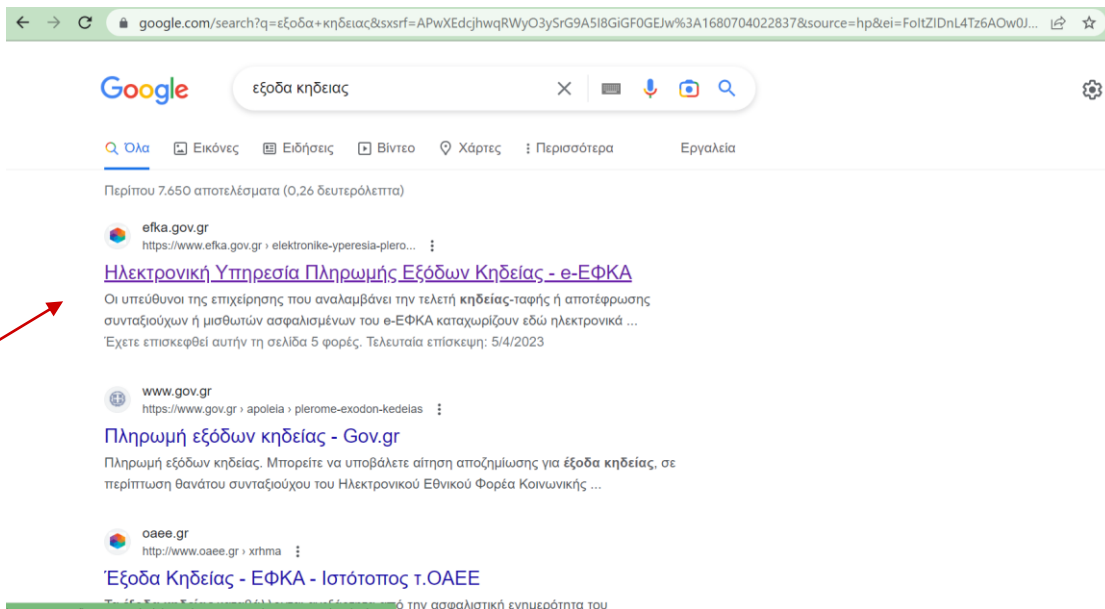 google.com/search?q=εξοδα+κηδειας&sxsrf=APwXEdcjhwqRWyO3ySrG9A5I8GiGF0GEJw%3A1680704022837&source=hp&ei=FoltZIDnL4Tz6AOw0J...
Google
εξοδα κηδειας
Όλα Εικόνες Ειδήσεις Βίντεο Χάρτες Περισσότερα Εργαλεία
Περίπου 7.650 αποτελέσματα (0,26 δευτερόλεπτα)
efka.gov.gr
https://www.efka.gov.gr › elektronike-yperesia-plero...
Ηλεκτρονική Υπηρεσία Πληρωμής Εξόδων Κηδείας - e-ΕΦΚΑ
Οι υπεύθυνοι της επιχείρησης που αναλαμβάνει την τελετή κηδείας-ταφής ή αποτέφρωσης
συνταξιούχων ή μισθωτών ασφαλισμένων του e-ΕΦΚΑ καταχωρίζουν εδώ ηλεκτρονικά ...
Έχετε επισκεφθεί αυτήν τη σελίδα 5 φορές. Τελευταία επίσκεψη: 5/4/2023
www.gov.gr
https://www.gov.gr › apoleia › plerome-exodon-kedeias
Πληρωμή εξόδων κηδείας - Gov.gr
Πληρωμή εξόδων κηδείας. Μπορείτε να υποβάλετε αίτηση αποζημίωσης για έξοδα κηδείας, σε
περίπτωση θανάτου συνταξιούχου του Ηλεκτρονικού Εθνικού Φορέα Κοινωνικής ...
oaee.gr
http://www.oaee.gr › xrhma
Έξοδα Κηδείας - ΕΦΚΑ - Ιστότοπος τ.ΟΑΕΕ
την ασφαλιστική ενημερότητα του